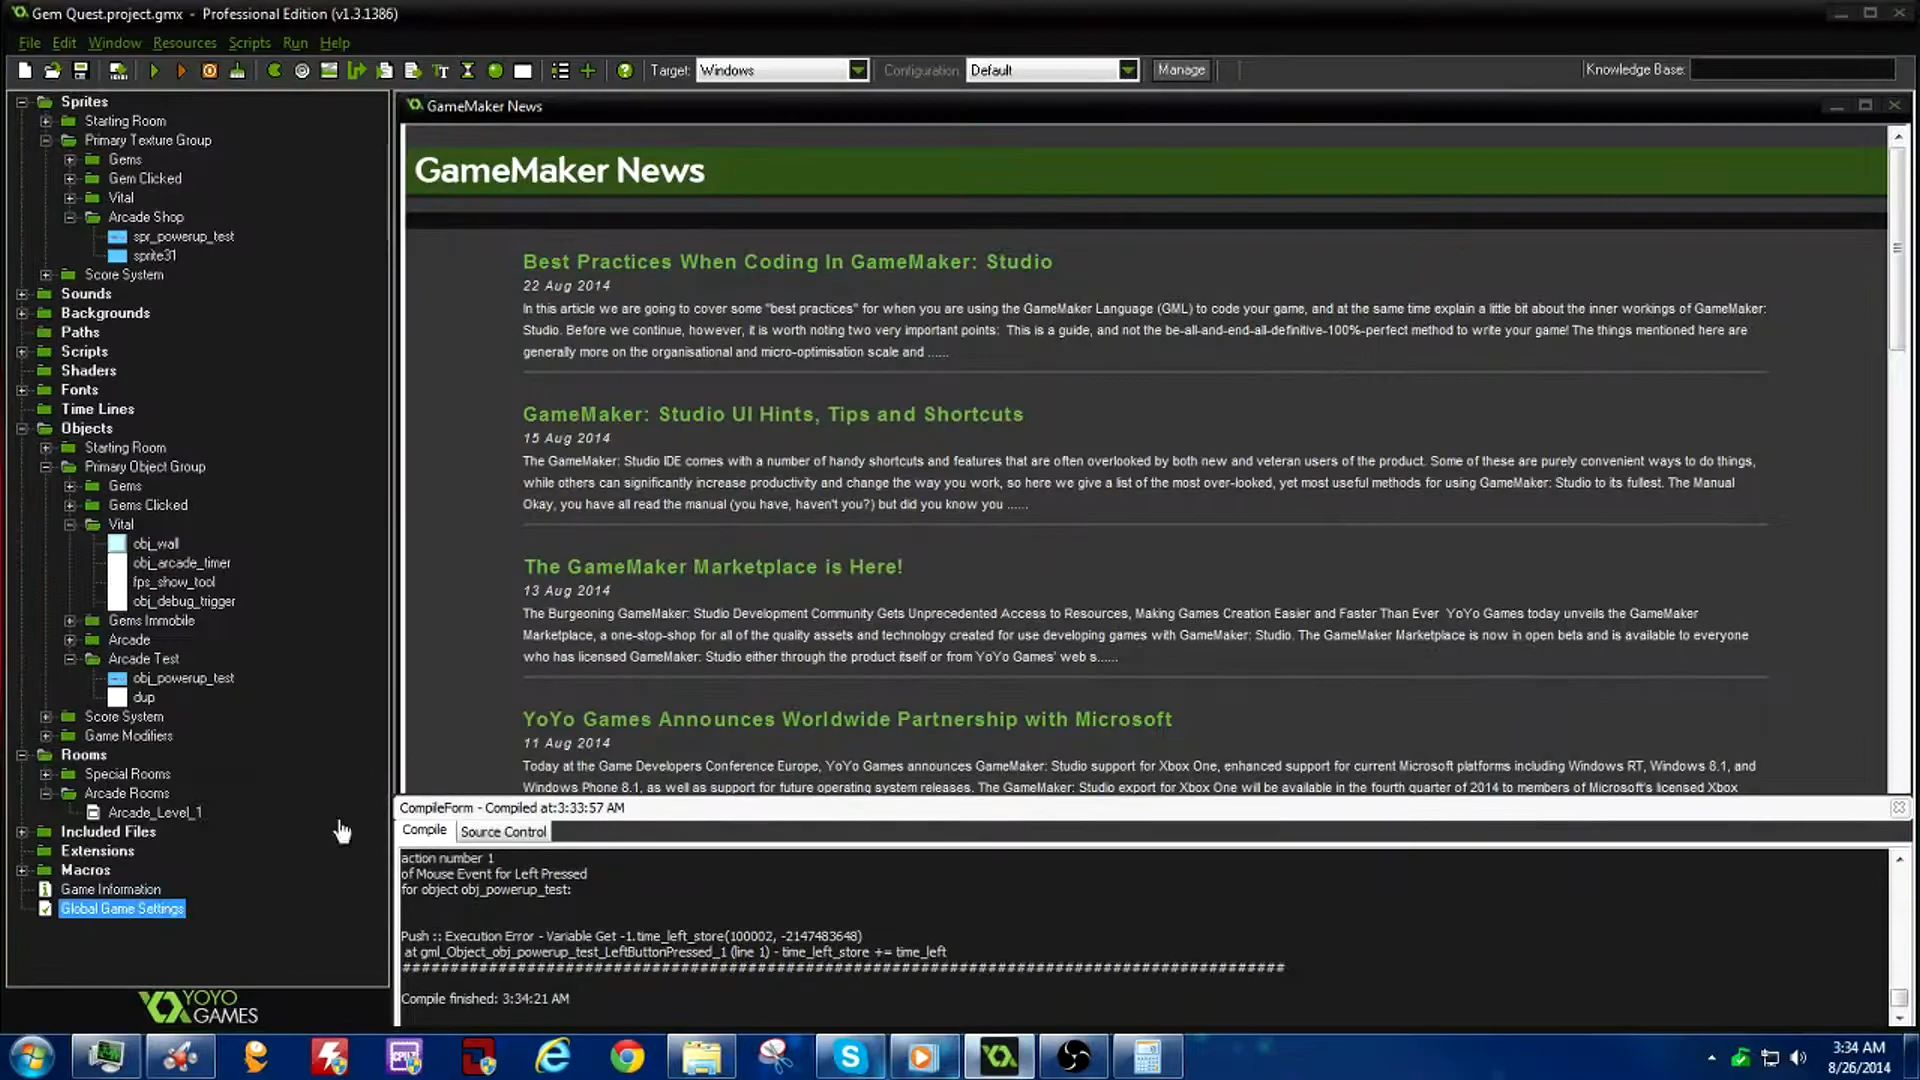 Gem Quest.project.gmx - Professional Edition (v1.3.1386)
File Edit Window Resources Scripts Run Help
Target: Windows Configuration: Default Manage Knowledge Base:
Sprites
Starting Room
Primary Texture Group
Gems
Gem Clicked
Vital
Arcade Shop
spr_powerup_test
sprite31
Score System
Sounds
Backgrounds
Paths
Scripts
Shaders
Fonts
Time Lines
Objects
Starting Room
Primary Object Group
Gems
Gems Clicked
Vital
obj_wall
obj_arcade_timer
fps_show_tool
obj_debug_trigger
Gems Immobile
Arcade
Arcade Test
obj_powerup_test
dup
Score System
Game Modifiers
Rooms
Special Rooms
Arcade Rooms
Arcade_Level_1
Included Files
Extensions
Macros
Game Information
Global Game Settings
YOYO
GAMES
GameMaker News
GameMaker News
Best Practices When Coding In GameMaker: Studio
22 Aug 2014
In this article we are going to cover some "best practices" for when you are using the GameMaker Language (GML) to code your game, and at the same time explain a little bit about the inner workings of GameMaker:
Studio. Before we continue, however, it is worth noting two very important points: This is a guide, and not the be-all-and-end-all-definitive-100%-perfect method to write your game! The things mentioned here are
generally more on the organisational and micro-optimisation scale and ......
GameMaker: Studio UI Hints, Tips and Shortcuts
15 Aug 2014
The GameMaker: Studio IDE comes with a number of handy shortcuts and features that are often overlooked by both new and veteran users of the product. Some of these are purely convenient ways to do things,
while others can significantly increase productivity and change the way you work, so here we give a list of the most over-looked, yet most useful methods for using GameMaker: Studio to its fullest. The Manual
Okay, you have all read the manual (you have, haven't you?) but did you know you ......
The GameMaker Marketplace is Here!
13 Aug 2014
The Burgeoning GameMaker: Studio Development Community Gets Unprecedented Access to Resources, Making Games Creation Easier and Faster Than Ever YoYo Games today unveils the GameMaker
Marketplace, a one-stop-shop for all of the quality assets and technology created for use developing games with GameMaker: Studio. The GameMaker Marketplace is now in open beta and is available to everyone
who has licensed GameMaker: Studio either through the product itself or from YoYo Games' web s......
YoYo Games Announces Worldwide Partnership with Microsoft
11 Aug 2014
Today at the Game Developers Conference Europe, YoYo Games announces GameMaker: Studio support for Xbox One, enhanced support for current Microsoft platforms including Windows RT, Windows 8.1, and
Windows Phone 8.1, as well as support for future operating system releases. The GameMaker: Studio export for Xbox One will be available in the fourth quarter of 2014 to members of Microsoft's licensed Xbox
CompileForm - Compiled at:3:33:57 AM
Compile Source Control
action number 1
of Mouse Event for Left Pressed
for object obj_powerup_test:
Push :: Execution Error - Variable Get -1.time_left_store(100002, -2147483648)
at gml_Object_obj_powerup_test_LeftButtonPressed_1 (line 1) - time_left_store += time_left
############################################################################################
Compile finished: 3:34:21 AM
3:34 AM
8/26/2014